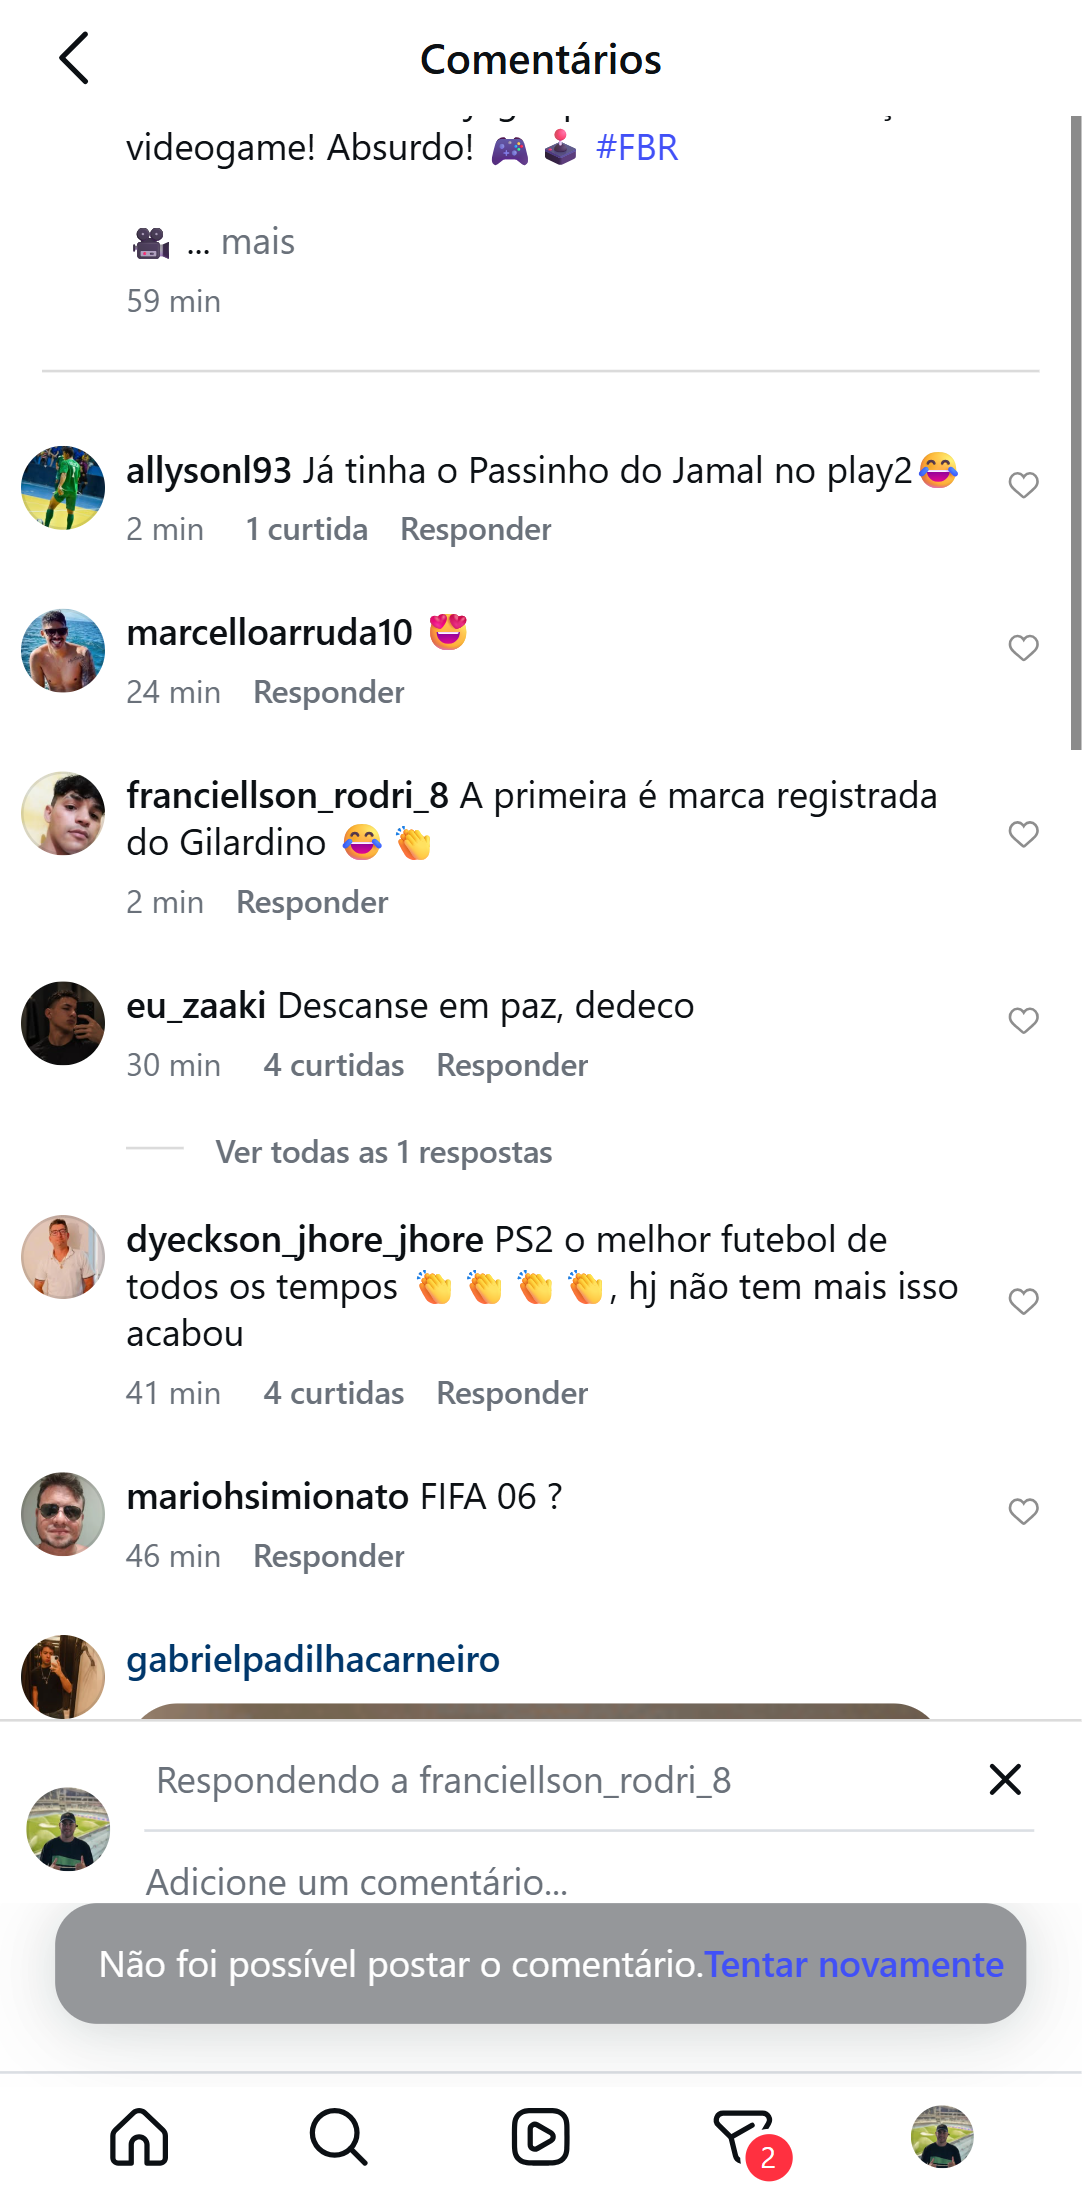 Comentários
videogame! Absurdo! 🎮 🕹️ #FBR
🎥 ... mais
59 min
allysonl93 Já tinha o Passinho do Jamal no play2😂
2 min 1 curtida Responder
marcelloarruda10 😍
24 min Responder
franciellson_rodri_8 A primeira é marca registrada
do Gilardino 😂 👏
2 min Responder
eu_zaaki Descanse em paz, dedeco
30 min 4 curtidas Responder
Ver todas as 1 respostas
dyeckson_jhore_jhore PS2 o melhor futebol de
todos os tempos 👏 👏 👏 👏, hj não tem mais isso
acabou
41 min 4 curtidas Responder
mariohsimionato FIFA 06 ?
46 min Responder
gabrielpadilhacarneiro
Respondendo a franciellson_rodri_8
Adicione um comentário...
Não foi possível postar o comentário.Tentar novamente
2